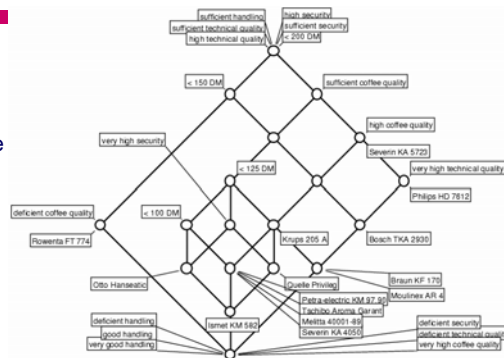 sufficient handling
sufficient technical quality
high technical quality
high security
sufficient security
< 200 DM
< 150 DM
sufficient coffee quality
e
very high security
high coffee quality
Severin KA 5723
< 125 DM
very high technical quality
Philips HD 7612
deficient coffee quality
< 100 DM
Rowenta FT 774
Krups 205 A
Bosch TKA 2930
Otto Hanseatic
Quelle Privileg
Braun KF 170
Moulinex AR 4
Petra-electric KM 97 90
Tschibo Aroma Garant
Melitta 40001-89
Severin KA 4050
Ismet KM 582
deficient handling
good handling
very good handling
deficient security
deficient technical quality
very high coffee quality